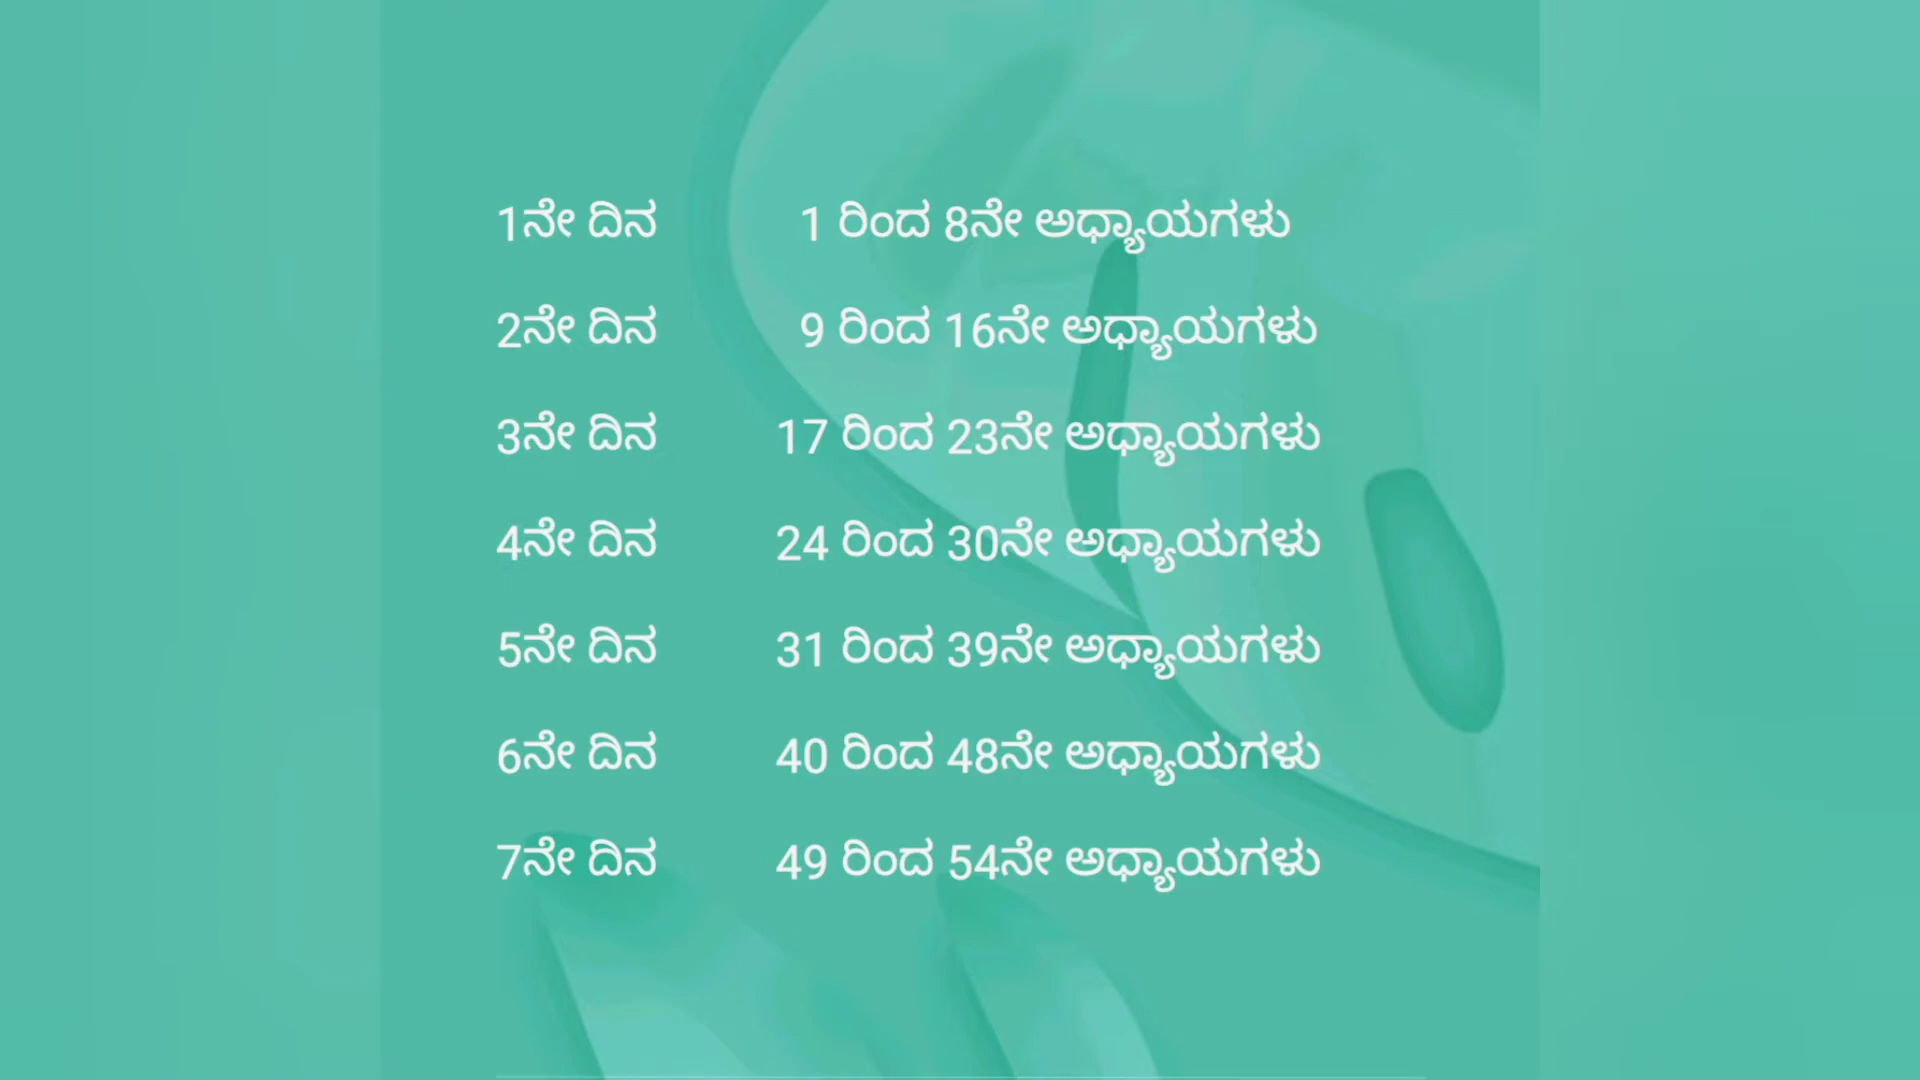 1ನೇ ದಿನ 1 ರಿಂದ 8ನೇ ಅಧ್ಯಾಯಗಳು
2ನೇ ದಿನ 9 ರಿಂದ 16ನೇ ಅಧ್ಯಾಯಗಳು
3ನೇ ದಿನ 17 ರಿಂದ 23ನೇ ಅಧ್ಯಾಯಗಳು
4ನೇ ದಿನ 24 ರಿಂದ 30ನೇ ಅಧ್ಯಾಯಗಳು
5ನೇ ದಿನ 31 ರಿಂದ 39ನೇ ಅಧ್ಯಾಯಗಳು
6ನೇ ದಿನ 40 ರಿಂದ 48ನೇ ಅಧ್ಯಾಯಗಳು
7ನೇ ದಿನ 49 ರಿಂದ 54ನೇ ಅಧ್ಯಾಯಗಳು